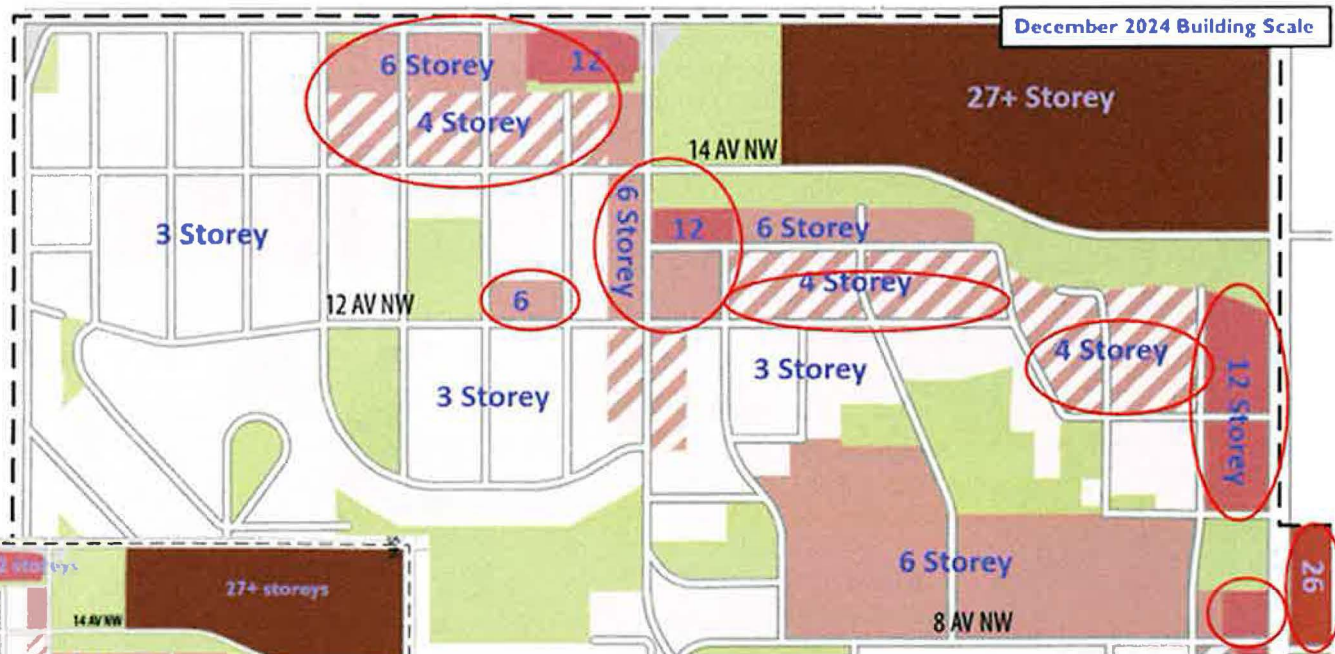 December 2024 Building Scale
6 Storey
12
27+ Storey
4 Storey
14 AV NW
6 Storey
3 Storey
12
6 Storey
4 Storey
6
12 AV NW
4 Storey
3 Storey
3 Storey
12 Storey
6 Storey
26
8 AV NW
2 storeys
27+ storeys
14 AV NW